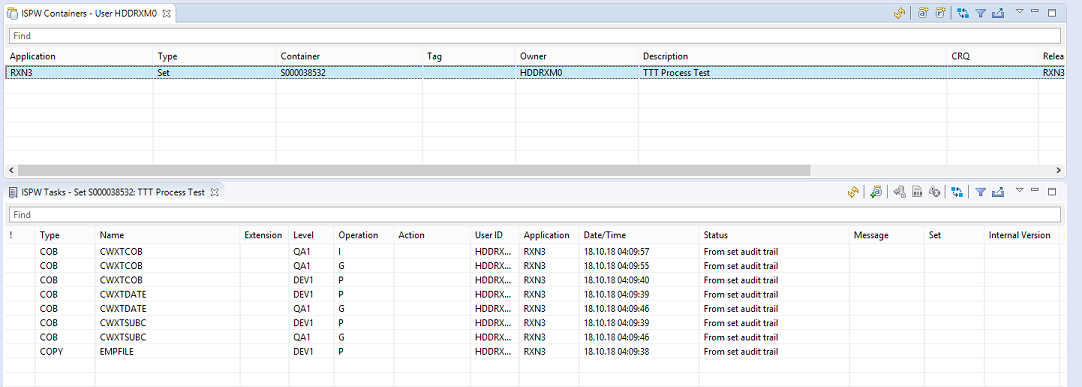 ISPW Containers - User HDDRXM0
Find
Application Type Container Tag Owner Description CRQ Relea
RXN3 Set S000038532 HDDRXM0 TTT Process Test RXN3
ISPW Tasks - Set S000038532: TTT Process Test
Find
! Type Name Extension Level Operation Action User ID Application Date/Time Status Message Set Internal Version
COB CWXTCOB QA1 I HDDRX... RXN3 18.10.18 04:09:57 From set audit trail
COB CWXTCOB QA1 G HDDRX... RXN3 18.10.18 04:09:55 From set audit trail
COB CWXTCOB DEV1 P HDDRX... RXN3 18.10.18 04:09:40 From set audit trail
COB CWXTDATE DEV1 P HDDRX... RXN3 18.10.18 04:09:39 From set audit trail
COB CWXTDATE QA1 G HDDRX... RXN3 18.10.18 04:09:46 From set audit trail
COB CWXTSUBC DEV1 P HDDRX... RXN3 18.10.18 04:09:39 From set audit trail
COB CWXTSUBC QA1 G HDDRX... RXN3 18.10.18 04:09:46 From set audit trail
COPY EMPFILE DEV1 P HDDRX... RXN3 18.10.18 04:09:38 From set audit trail